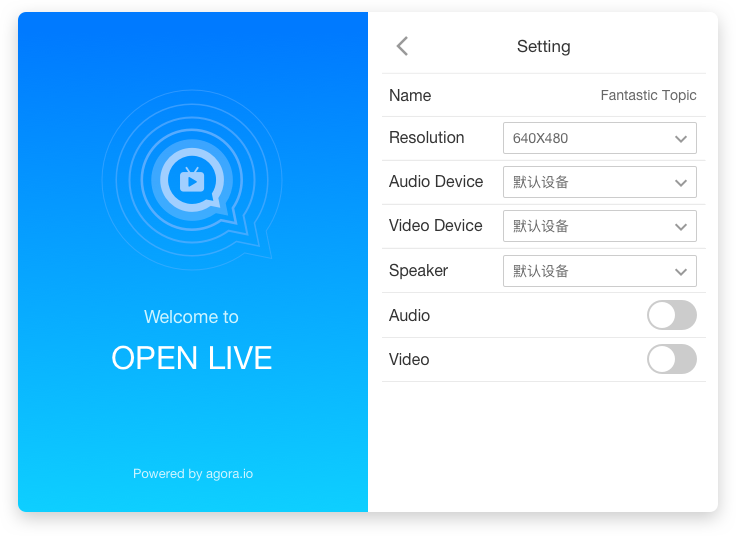 Welcome to
OPEN LIVE
Powered by agora.io
Setting
Name Fantastic Topic
Resolution 640X480
Audio Device 默认设备
Video Device 默认设备
Speaker 默认设备
Audio
Video